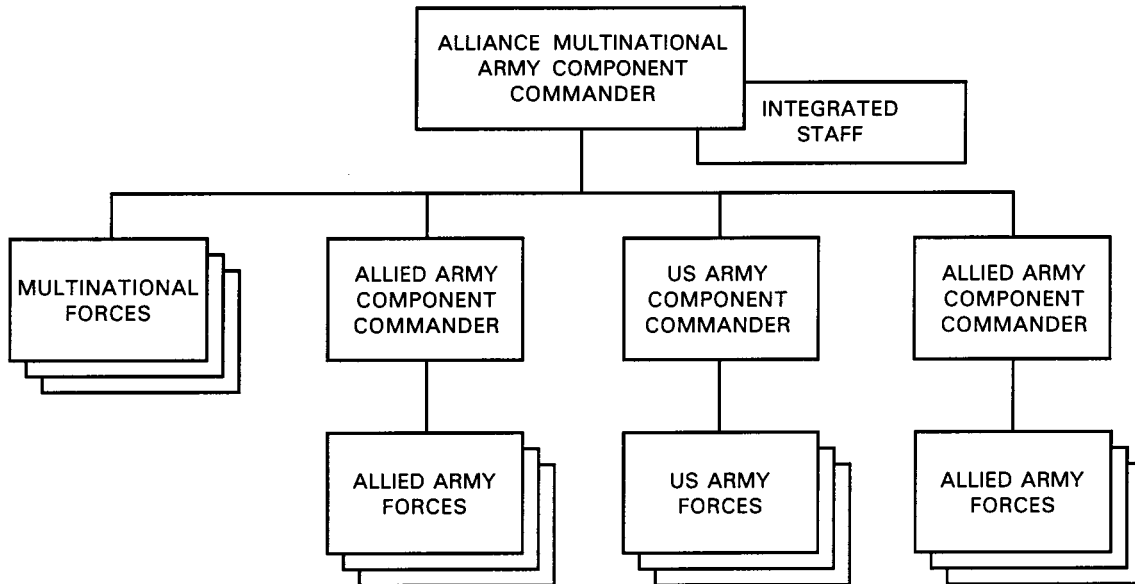 ALLIANCE MULTINATIONAL
ARMY COMPONENT
COMMANDER
INTEGRATED
STAFF
MULTINATIONAL
FORCES
ALLIED ARMY
COMPONENT
COMMANDER
US ARMY
COMPONENT
COMMANDER
ALLIED ARMY
COMPONENT
COMMANDER
ALLIED ARMY
FORCES
US ARMY
FORCES
ALLIED ARMY
FORCES